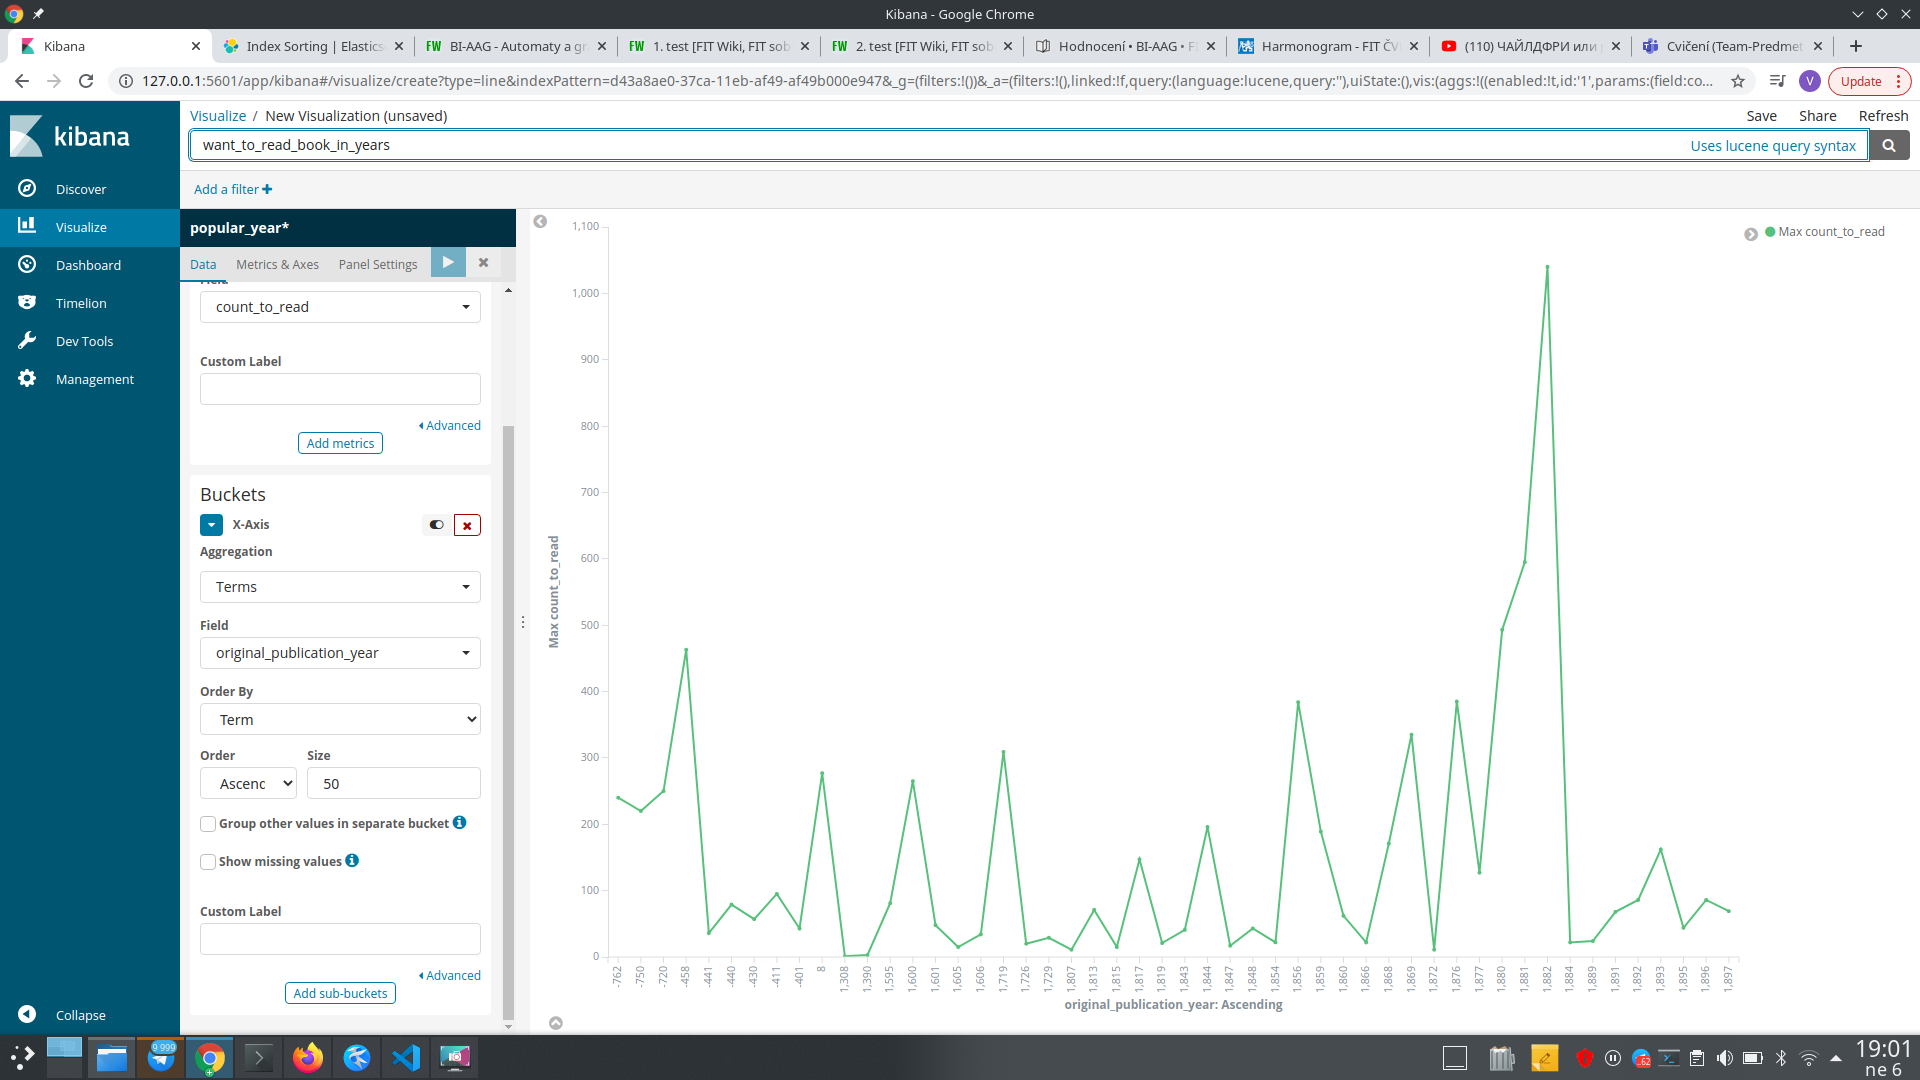 Kibana - Google Chrome
Kibana
Index Sorting | Elastics
FW BI-AAG - Automaty a gr
FW 1. test [FIT Wiki, FIT sob
FW 2. test [FIT Wiki, FIT sob
Hodnocení • BI-AAG • F
Harmonogram - FIT ČV
(110) ЧАЙЛДФРИ или
Cvičení (Team-Predmet
127.0.0.1:5601/app/kibana#/visualize/create?type=line&indexPattern=d43a8ae0-37ca-11eb-af49-af49b000e947&_g=(filters:!())&_a=(filters:!(),linked:!f,query:(language:lucene,query:''),uiState:(),vis:(aggs:!((enabled:!t,id:'1',params:(field:co...
V
Update
kibana
Visualize / New Visualization (unsaved)
Save Share Refresh
want_to_read_book_in_years
Uses lucene query syntax
Add a filter
Discover
Visualize
Dashboard
Timelion
Dev Tools
Management
Collapse
popular_year*
Data Metrics & Axes Panel Settings
Field
count_to_read
Custom Label
Advanced
Add metrics
Buckets
X-Axis
Aggregation
Terms
Field
original_publication_year
Order By
Term
Order Size
Ascenc 50
Group other values in separate bucket
Show missing values
Custom Label
Advanced
Add sub-buckets
Max count_to_read
1,100
1,000
900
800
700
600
500
400
300
200
100
0
Max count_to_read
-762 -750 -720 -458 -441 -440 -430 -411 -401 8 1,308 1,390 1,595 1,600 1,601 1,605 1,606 1,719 1,726 1,729 1,807 1,813 1,815 1,817 1,819 1,843 1,844 1,847 1,848 1,854 1,856 1,859 1,860 1,866 1,868 1,869 1,872 1,876 1,877 1,880 1,881 1,882 1,884 1,889 1,891 1,892 1,893 1,895 1,896 1,897
original_publication_year: Ascending
9 999
62
19:01
ne 6